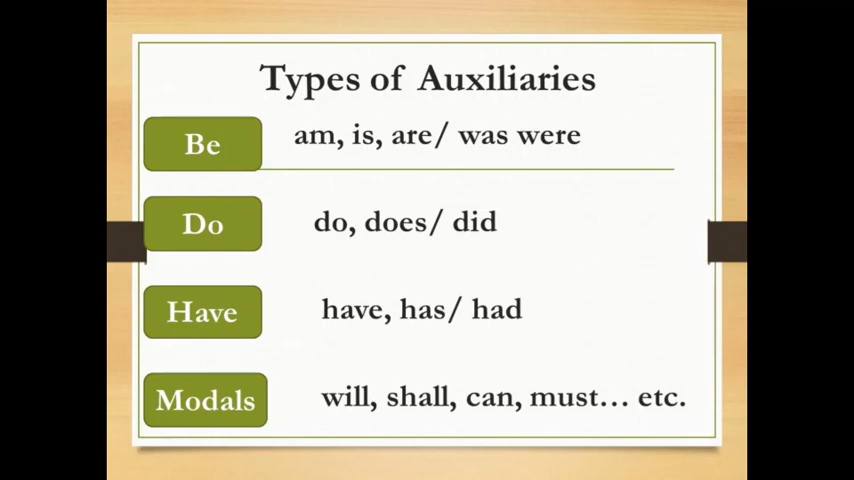 Types of Auxiliaries
Be am, is, are/ was were
Do do, does/ did
Have have, has/ had
Modals will, shall, can, must... etc.